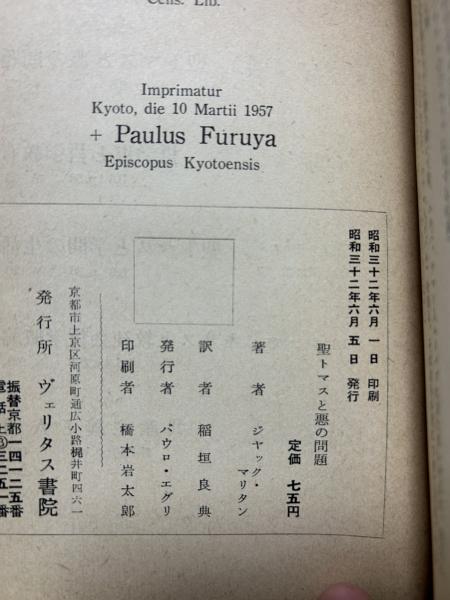 Cens. Lib.
Imprimatur
Kyoto, die 10 Martii 1957
+ Paulus Furuya
Episcopus Kyotoensis
昭和三十二年六月 一日 印刷
昭和三十二年六月 五日 発行
聖トマスと悪の問題
定価 七五円
著者 ジャック・マリタン
訳者 稲垣良典
発行者 パウロ・エグリ
印刷者 橋本岩太郎
京都市上京区河原町通広小路梶井町四六一
発行所 ヴェリタス書院
振替京都一四一二五番
電話上③三二五一番